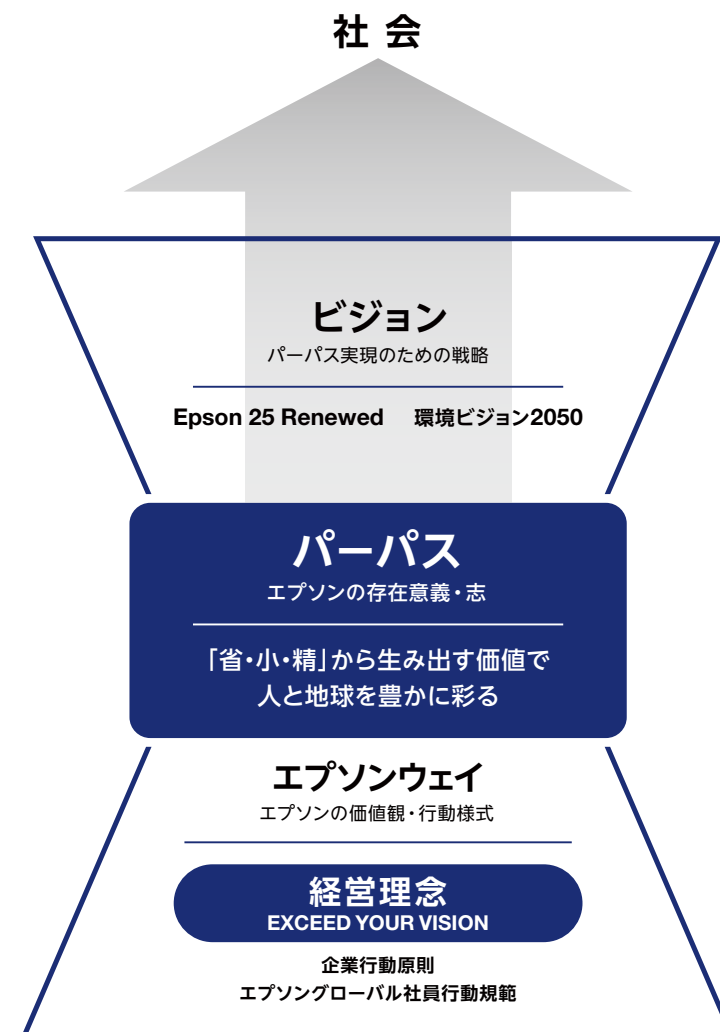 社 会
ビジョン
パーパス実現のための戦略
Epson 25 Renewed 環境ビジョン2050
パーパス
エプソンの存在意義・志
「省・小・精」から生み出す価値で
人と地球を豊かに彩る
エプソンウェイ
エプソンの価値観・行動様式
経営理念
EXCEED YOUR VISION
企業行動原則
エプソングローバル社員行動規範